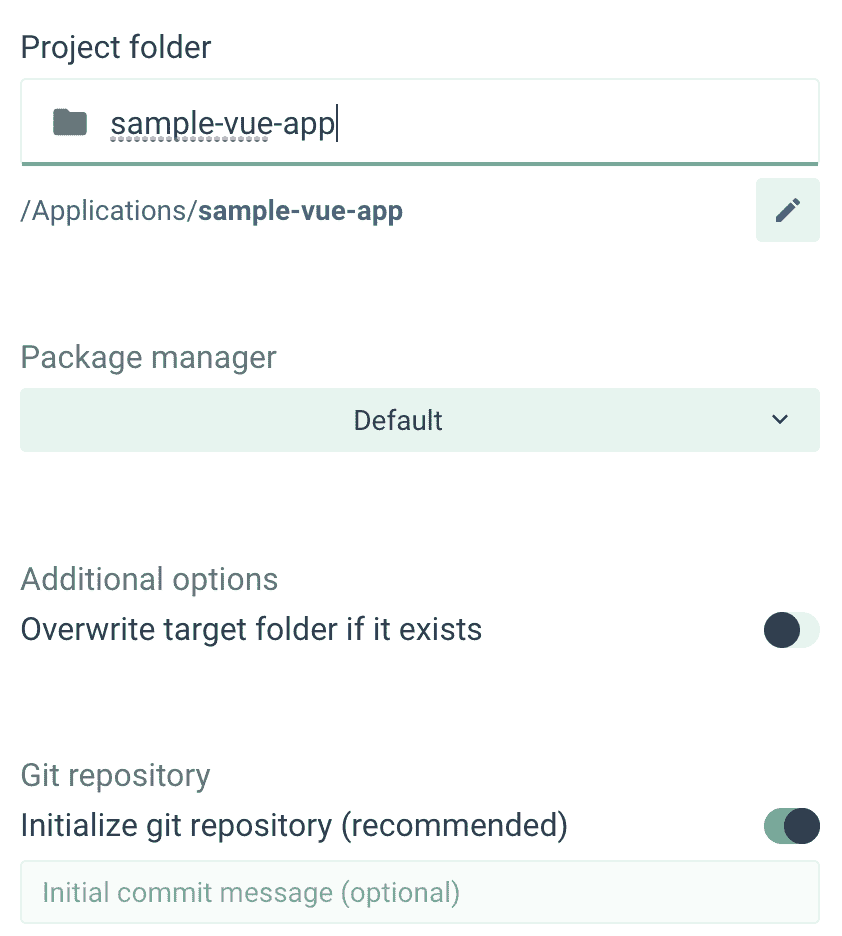 Project folder
sample-vue-app
/Applications/sample-vue-app
Package manager
Default
Additional options
Overwrite target folder if it exists
Git repository
Initialize git repository (recommended)
Initial commit message (optional)